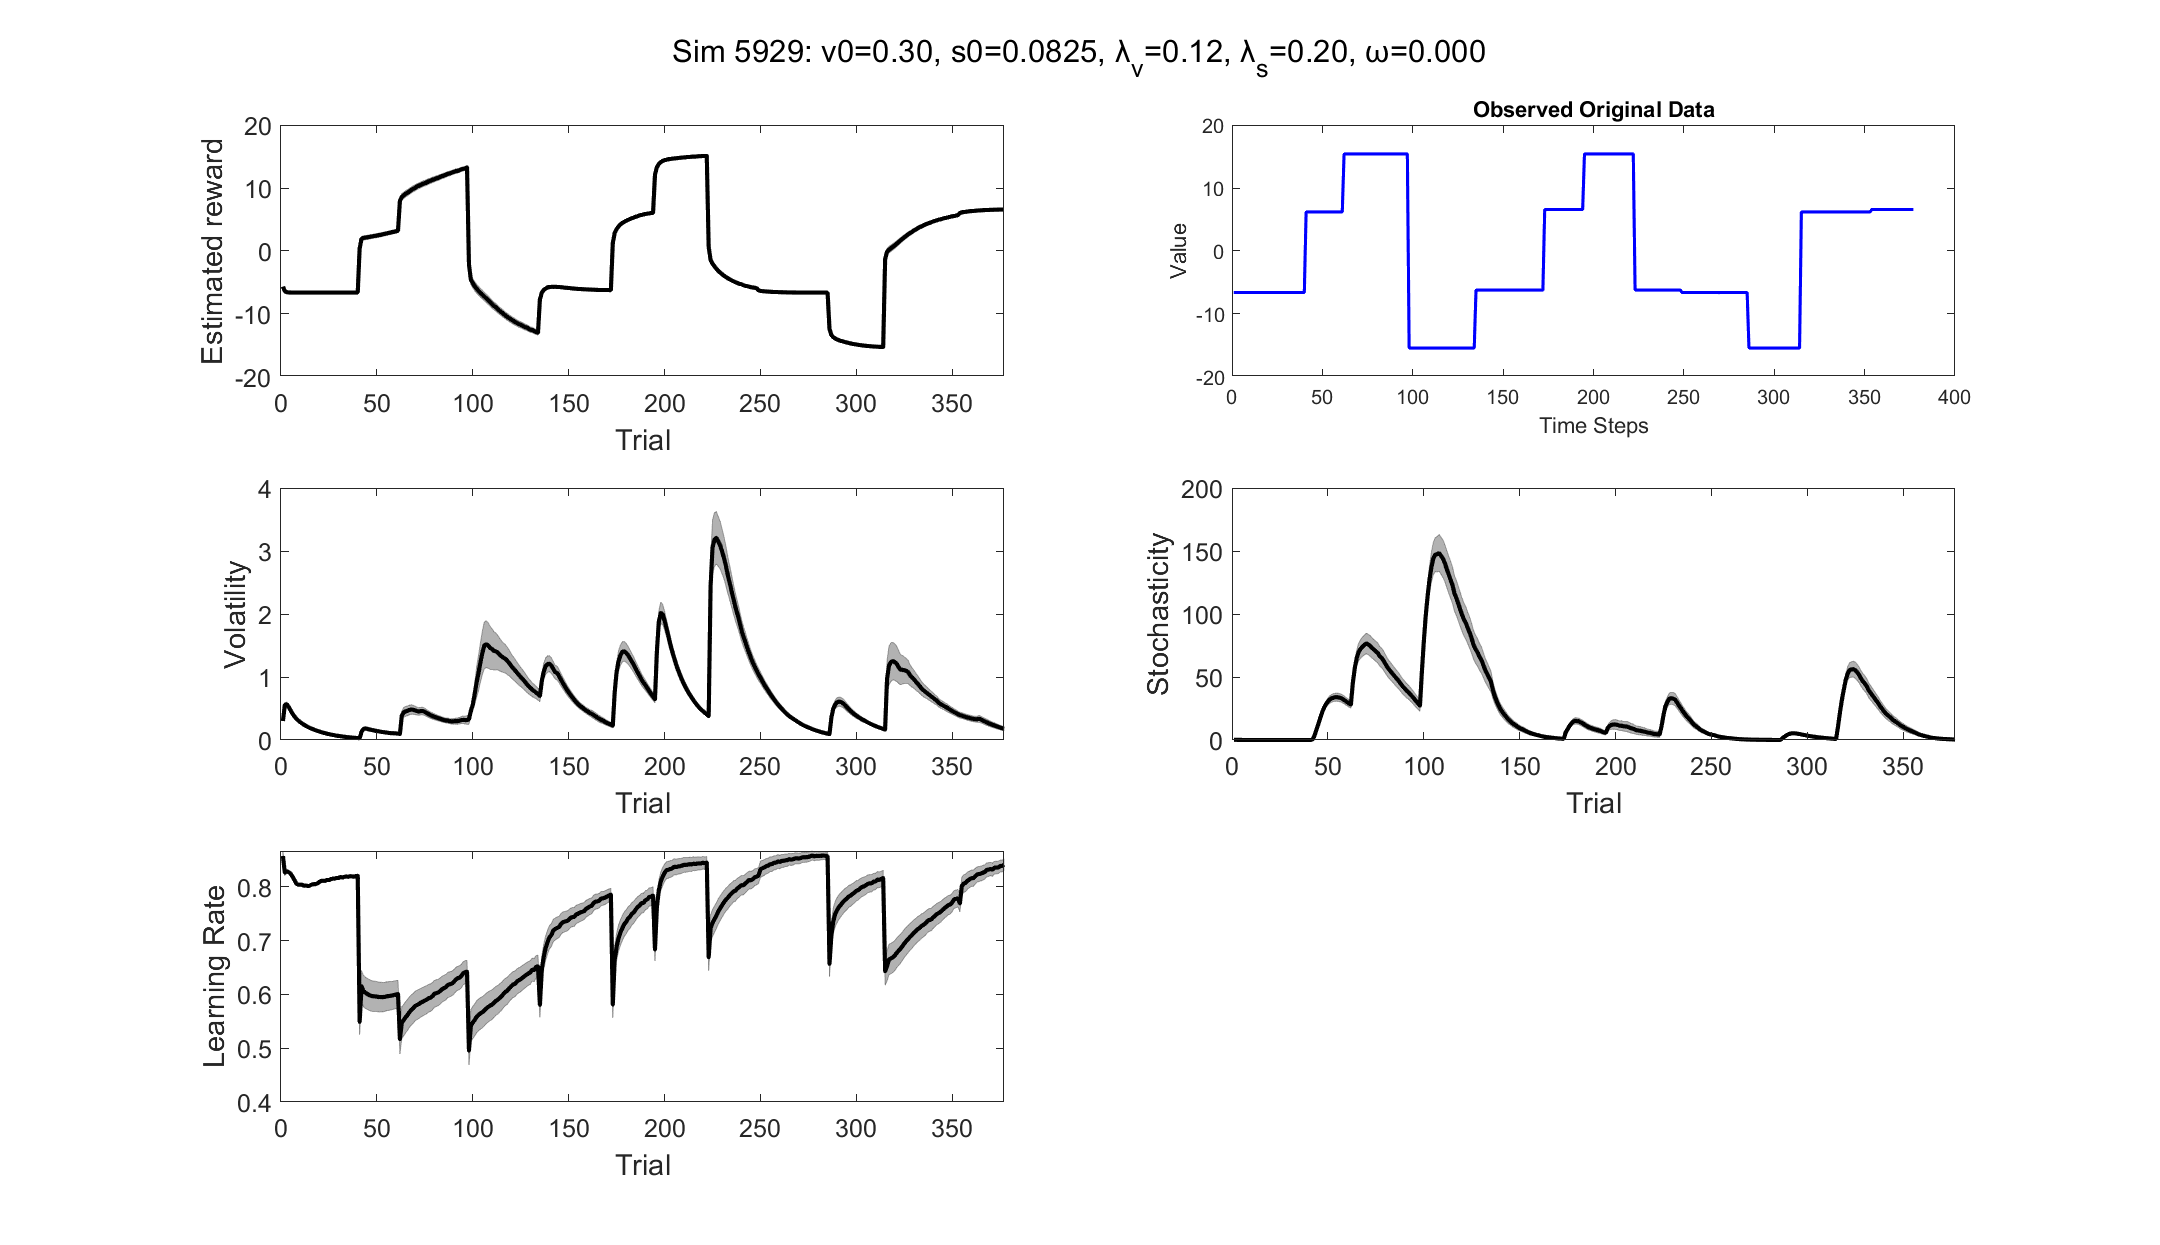 Sim 5929: v0=0.30, s0=0.0825, λ_v=0.12, λ_s=0.20, ω=0.000
20
10
0
-10
-20
Estimated reward
0 50 100 150 200 250 300 350
Trial
Observed Original Data
20
10
0
-10
-20
Value
0 50 100 150 200 250 300 350 400
Time Steps
4
3
2
1
0
Volatility
0 50 100 150 200 250 300 350
Trial
200
150
100
50
0
Stochasticity
0 50 100 150 200 250 300 350
Trial
0.8
0.7
0.6
0.5
0.4
Learning Rate
0 50 100 150 200 250 300 350
Trial